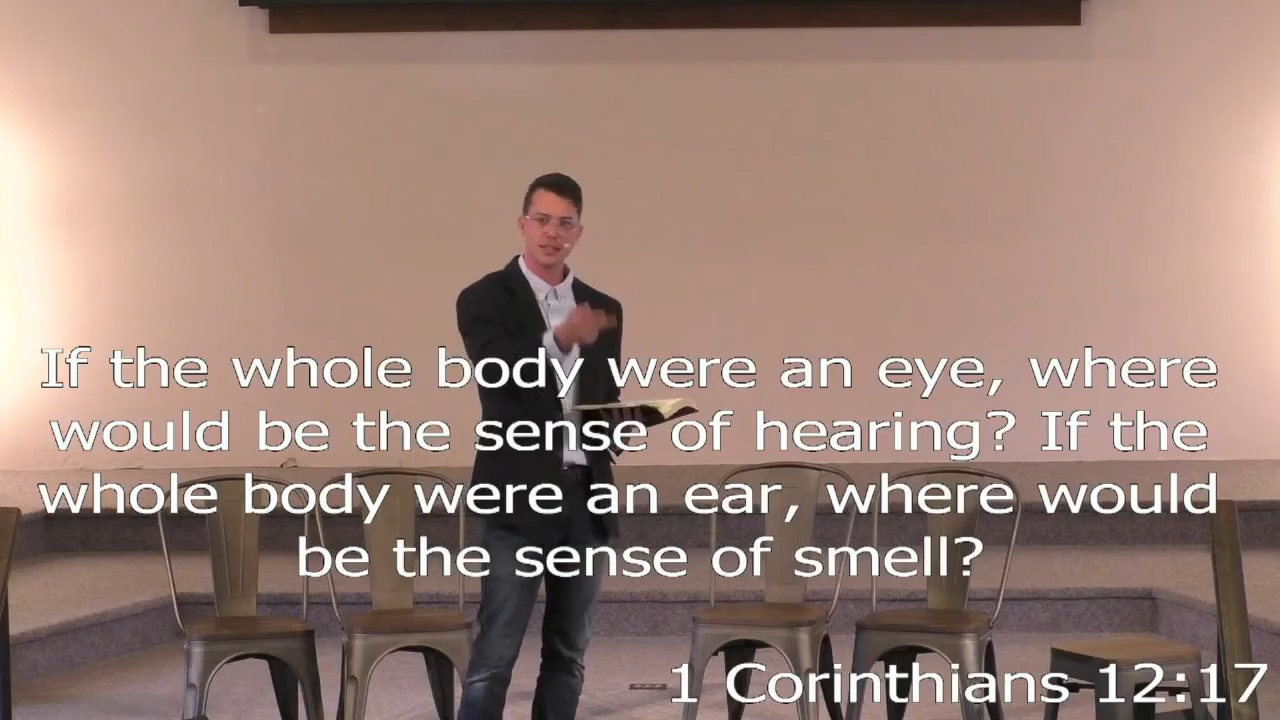 If the whole body were an eye, where
would be the sense of hearing? If the
whole body were an ear, where would
be the sense of smell?
1 Corinthians 12:17